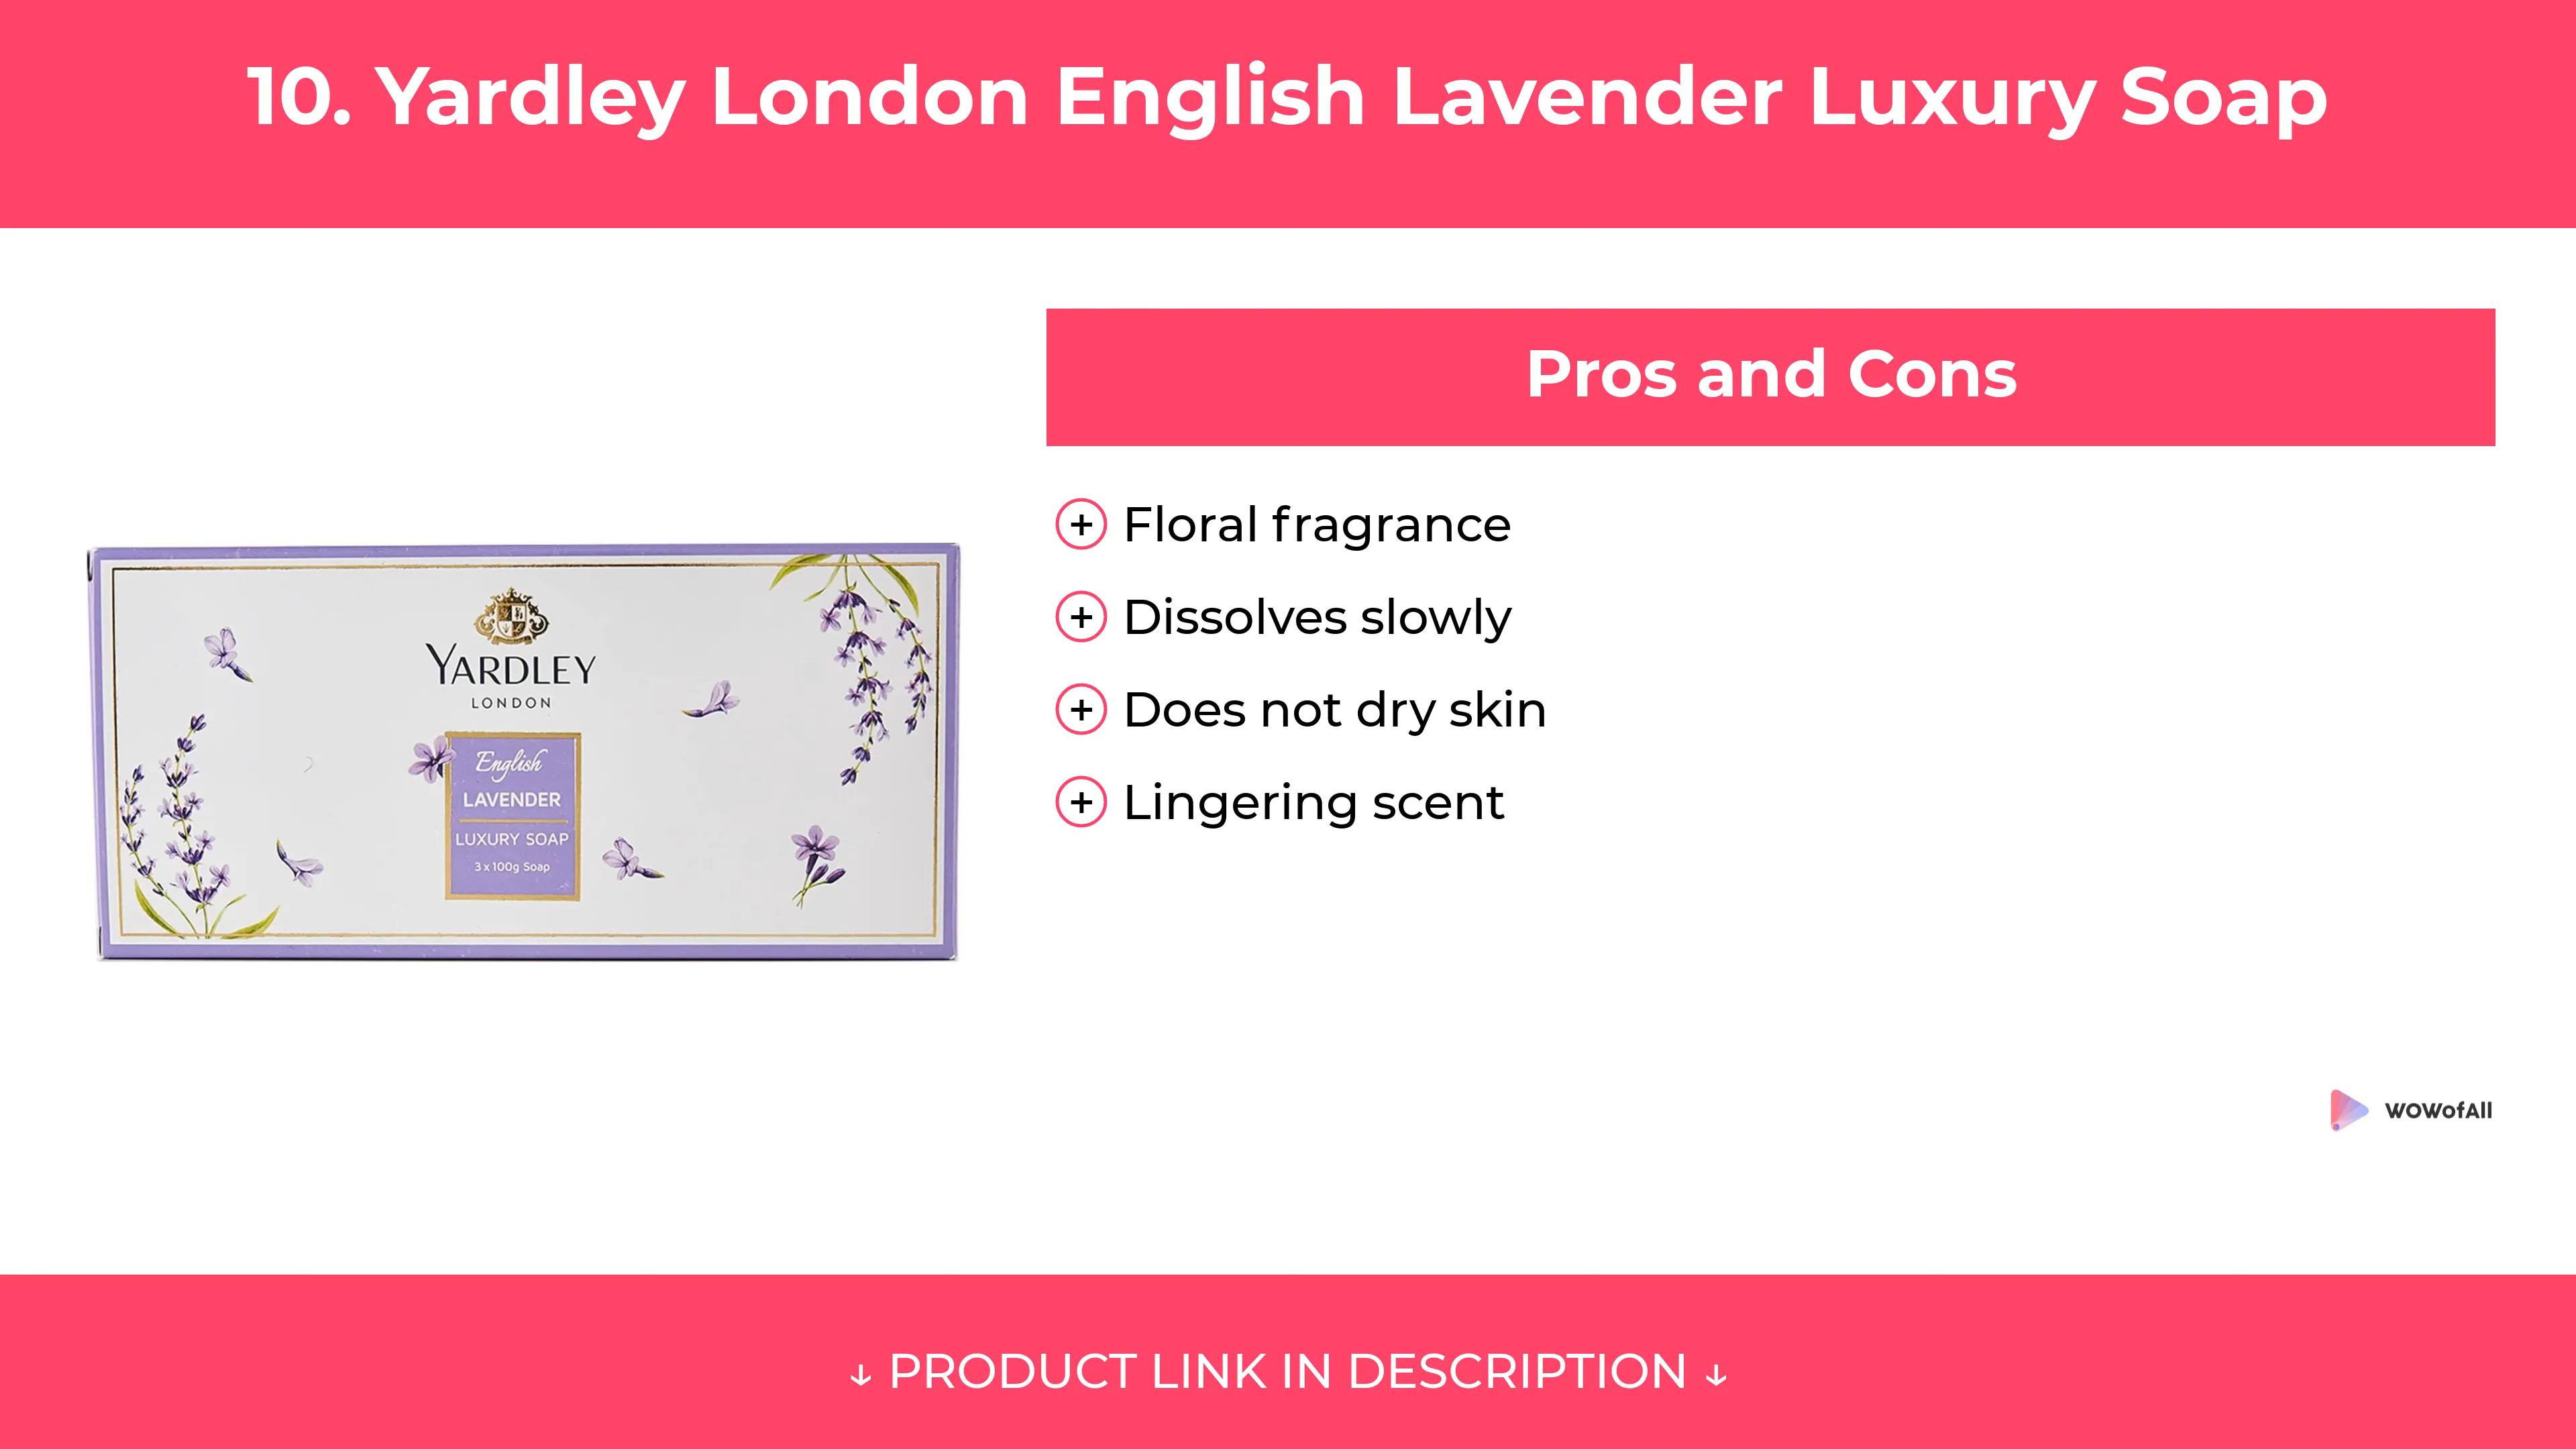 10. Yardley London English Lavender Luxury Soap
Pros and Cons
+ Floral fragrance
+ Dissolves slowly
+ Does not dry skin
+ Lingering scent
YARDLEY
LONDON
English
LAVENDER
LUXURY SOAP
3 x 100g Soap
WOWofAll
↓ PRODUCT LINK IN DESCRIPTION ↓